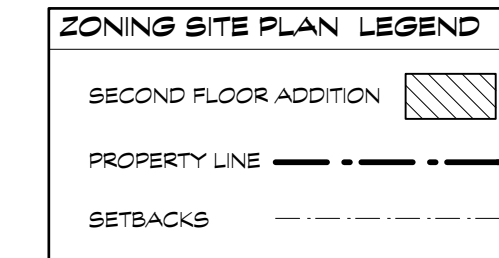 ZONING SITE PLAN LEGEND
SECOND FLOOR ADDITION
PROPERTY LINE
SETBACKS